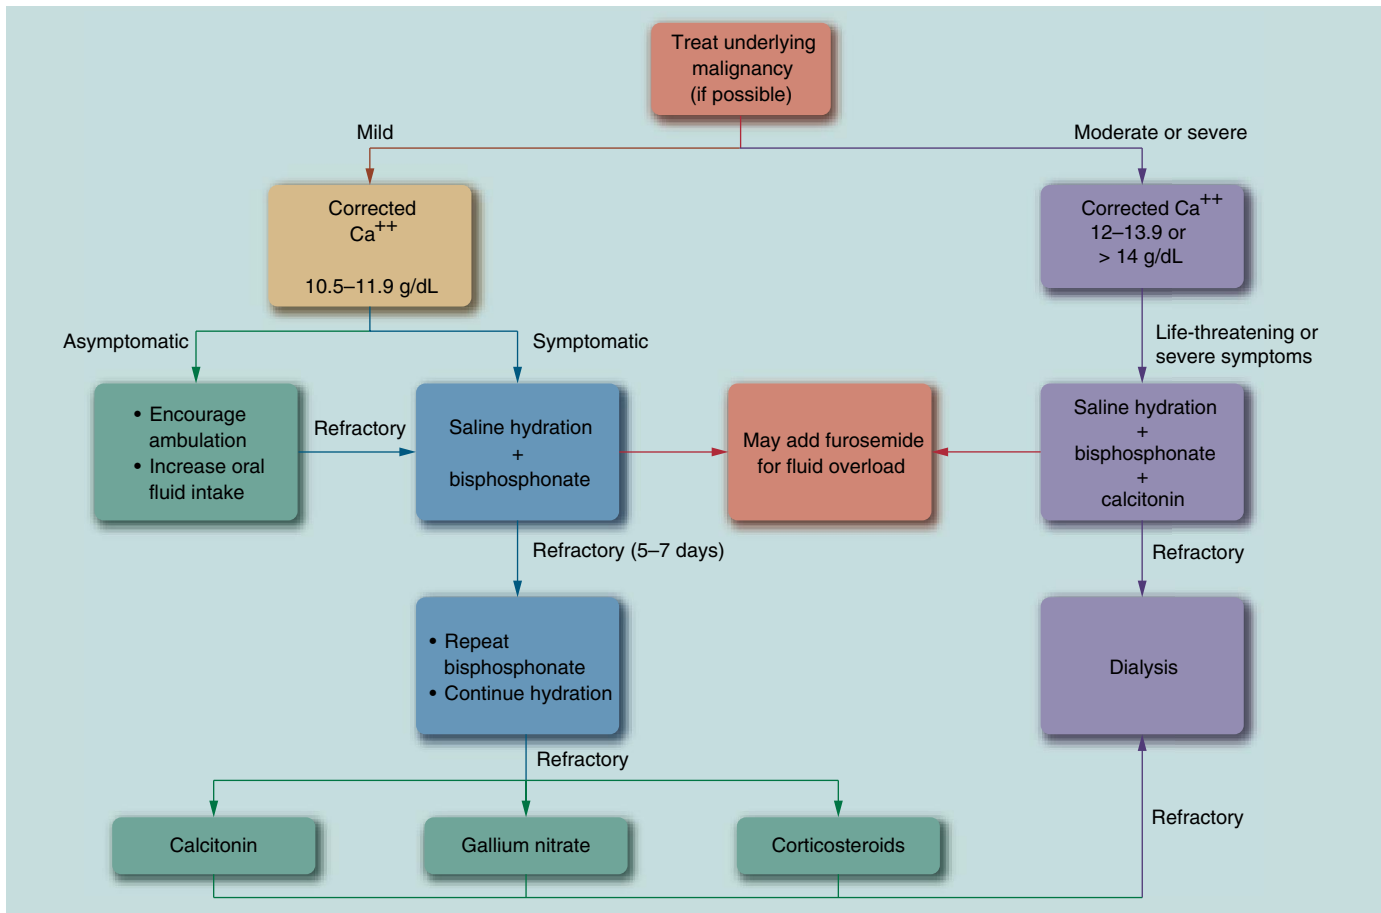 Treat underlying
malignancy
(if possible)
Mild
Moderate or severe
Corrected
Ca++
10.5–11.9 g/dL
Corrected Ca++
12–13.9 or
> 14 g/dL
Asymptomatic
Symptomatic
Life-threatening or
severe symptoms
• Encourage
ambulation
• Increase oral
fluid intake
Refractory
Saline hydration
+
bisphosphonate
May add furosemide
for fluid overload
Saline hydration
+
bisphosphonate
+
calcitonin
Refractory (5–7 days)
Refractory
• Repeat
bisphosphonate
• Continue hydration
Dialysis
Refractory
Calcitonin
Gallium nitrate
Corticosteroids
Refractory